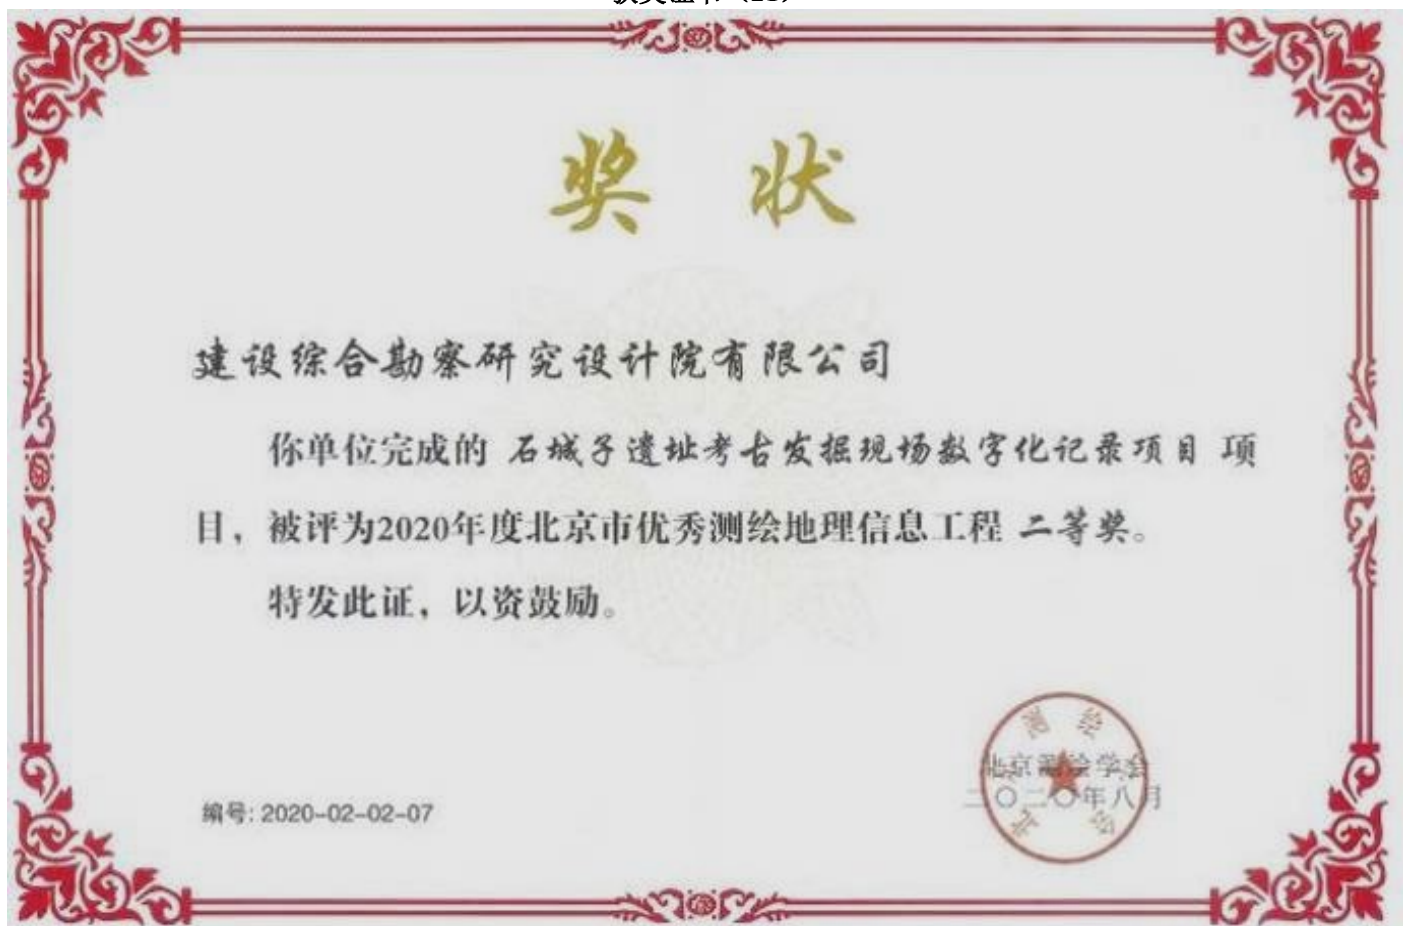 奖 状
建设综合勘察研究设计院有限公司
你单位完成的 石城子遗址考古发掘现场数字化记录项目 项
目，被评为2020年度北京市优秀测绘地理信息工程 二等奖。
特发此证，以资鼓励。
北京测绘学会
二〇二〇年八月
编号: 2020-02-02-07